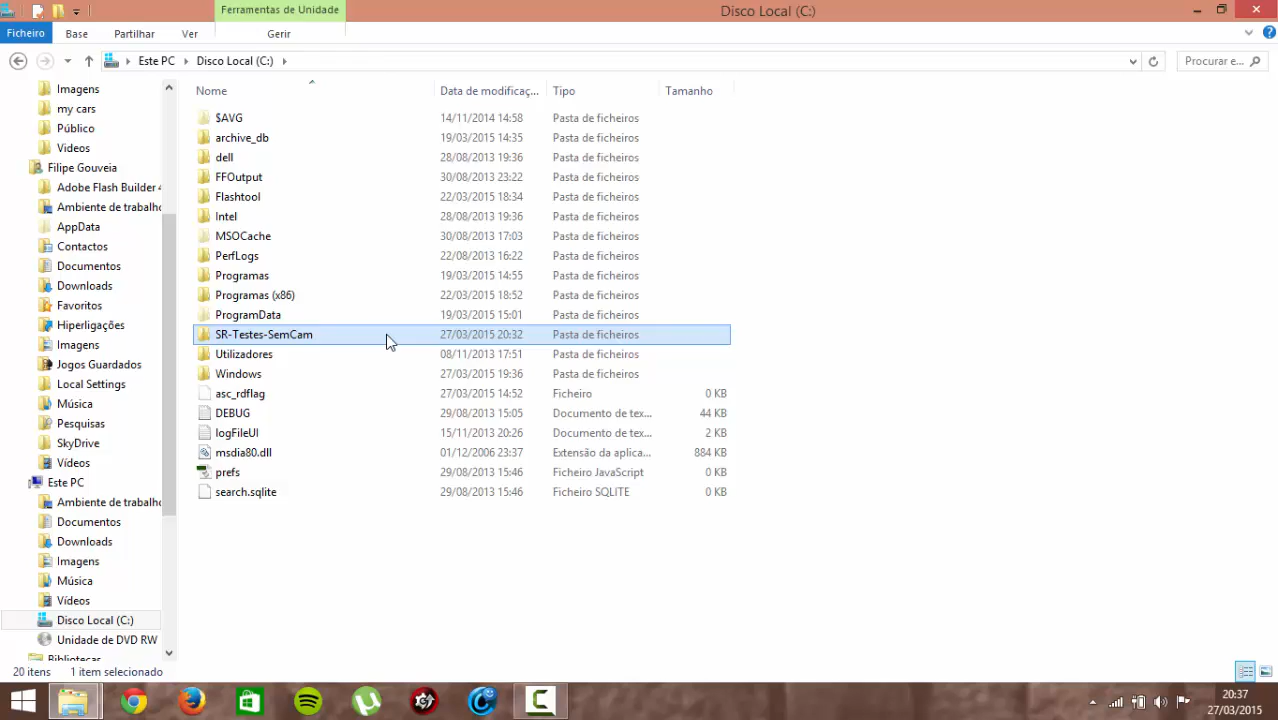 Ferramentas de Unidade
Disco Local (C:)
Ficheiro Base Partilhar Ver Gerir
Este PC Disco Local (C:) Procurar e...
Nome Data de modificaç... Tipo Tamanho
Imagens
my cars
Público
Videos
Filipe Gouveia
Adobe Flash Builder 4
Ambiente de trabalho
AppData
Contactos
Documentos
Downloads
Favoritos
Hiperligações
Imagens
Jogos Guardados
Local Settings
Música
Pesquisas
SkyDrive
Vídeos
Este PC
Ambiente de trabalho
Documentos
Downloads
Imagens
Música
Vídeos
Disco Local (C:)
Unidade de DVD RW
Bibliotecas
$AVG 14/11/2014 14:58 Pasta de ficheiros
archive_db 19/03/2015 14:35 Pasta de ficheiros
dell 28/08/2013 19:36 Pasta de ficheiros
FFOutput 30/08/2013 23:22 Pasta de ficheiros
Flashtool 22/03/2015 18:34 Pasta de ficheiros
Intel 28/08/2013 19:36 Pasta de ficheiros
MSOCache 30/08/2013 17:03 Pasta de ficheiros
PerfLogs 22/08/2013 16:22 Pasta de ficheiros
Programas 19/03/2015 14:55 Pasta de ficheiros
Programas (x86) 22/03/2015 18:52 Pasta de ficheiros
ProgramData 19/03/2015 15:01 Pasta de ficheiros
SR-Testes-SemCam 27/03/2015 20:32 Pasta de ficheiros
Utilizadores 08/11/2013 17:51 Pasta de ficheiros
Windows 27/03/2015 19:36 Pasta de ficheiros
asc_rdflag 27/03/2015 14:52 Ficheiro 0 KB
DEBUG 29/08/2013 15:05 Documento de tex... 44 KB
logFileUI 15/11/2013 20:26 Documento de tex... 2 KB
msdia80.dll 01/12/2006 23:37 Extensão da aplica... 884 KB
prefs 29/08/2013 15:46 Ficheiro JavaScript 0 KB
search.sqlite 29/08/2013 15:46 Ficheiro SQLITE 0 KB
20 itens 1 item selecionado
20:37
27/03/2015